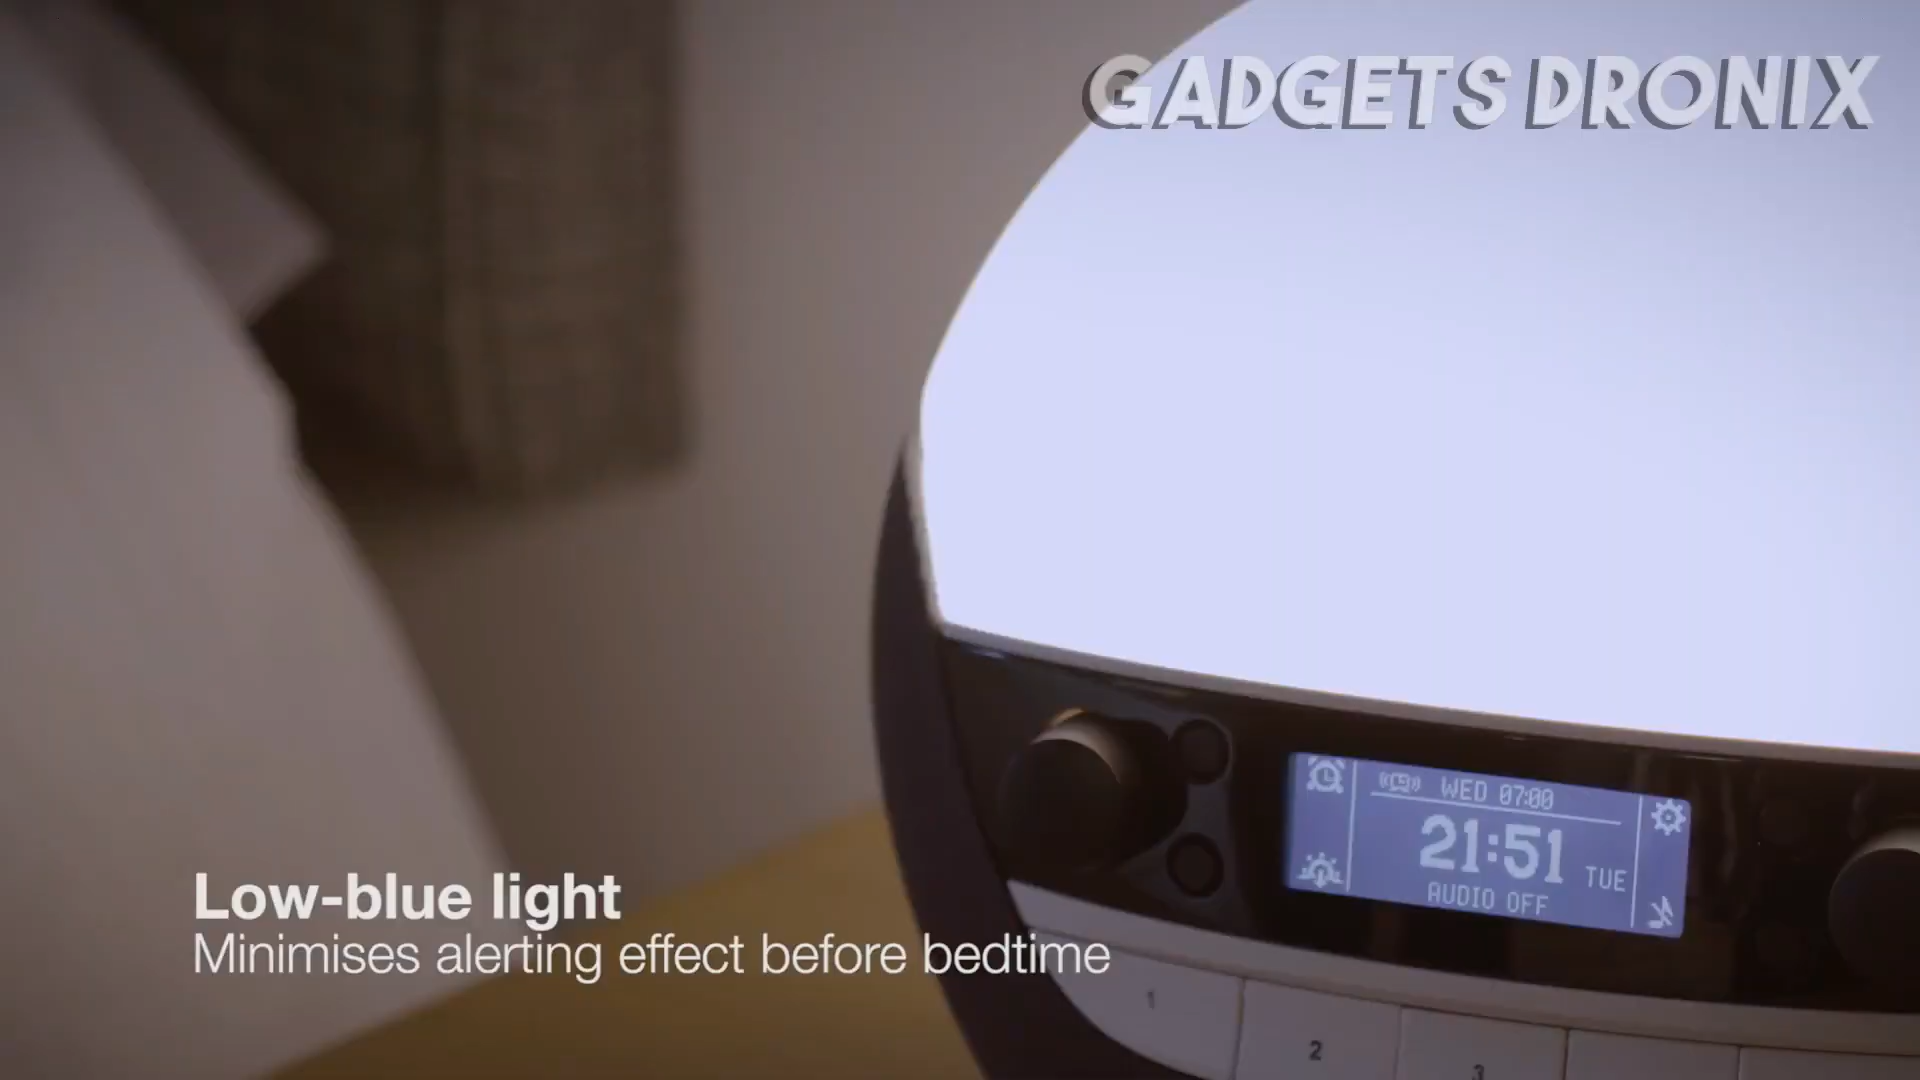 GADGETS DRONIX
WED 07:00
21:51 TUE
AUDIO OFF
Low-blue light
Minimises alerting effect before bedtime
1
2
3